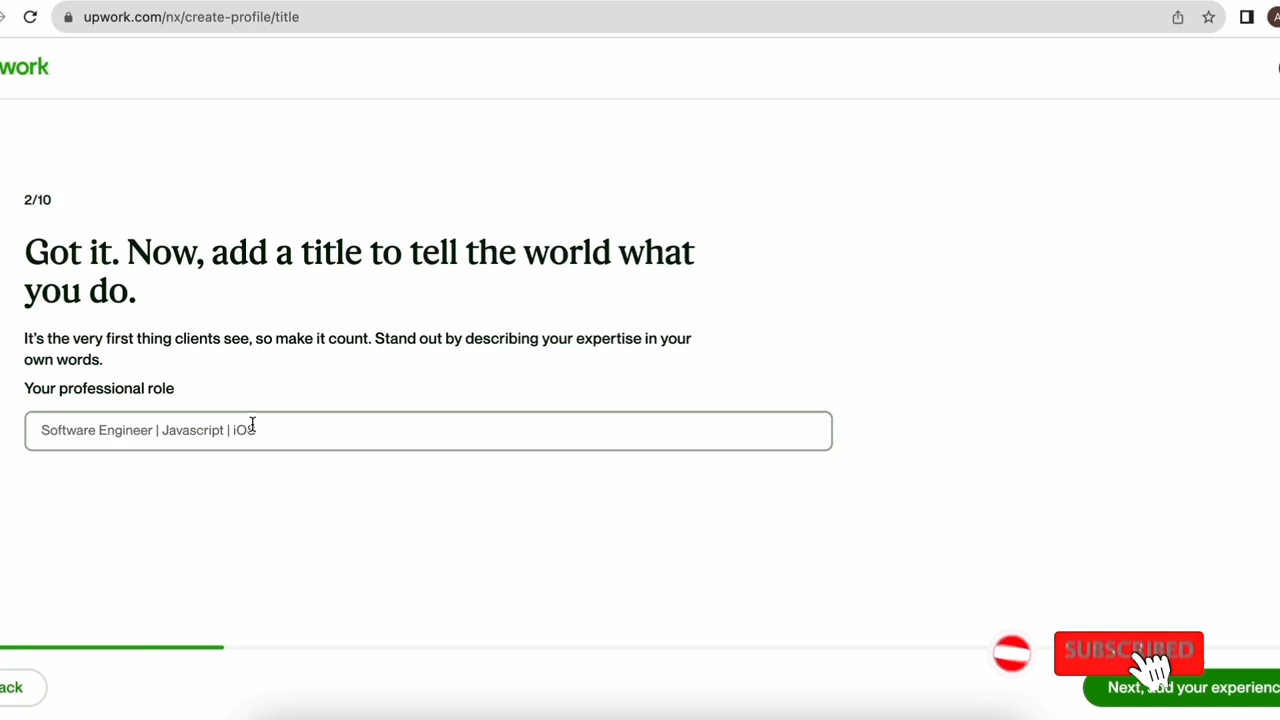 upwork.com/nx/create-profile/title
A
work
2/10
Got it. Now, add a title to tell the world what
you do.
It's the very first thing clients see, so make it count. Stand out by describing your expertise in your
own words.
Your professional role
Software Engineer | Javascript | iOS
SUBSCRIBED
ack
Next, add your experienc